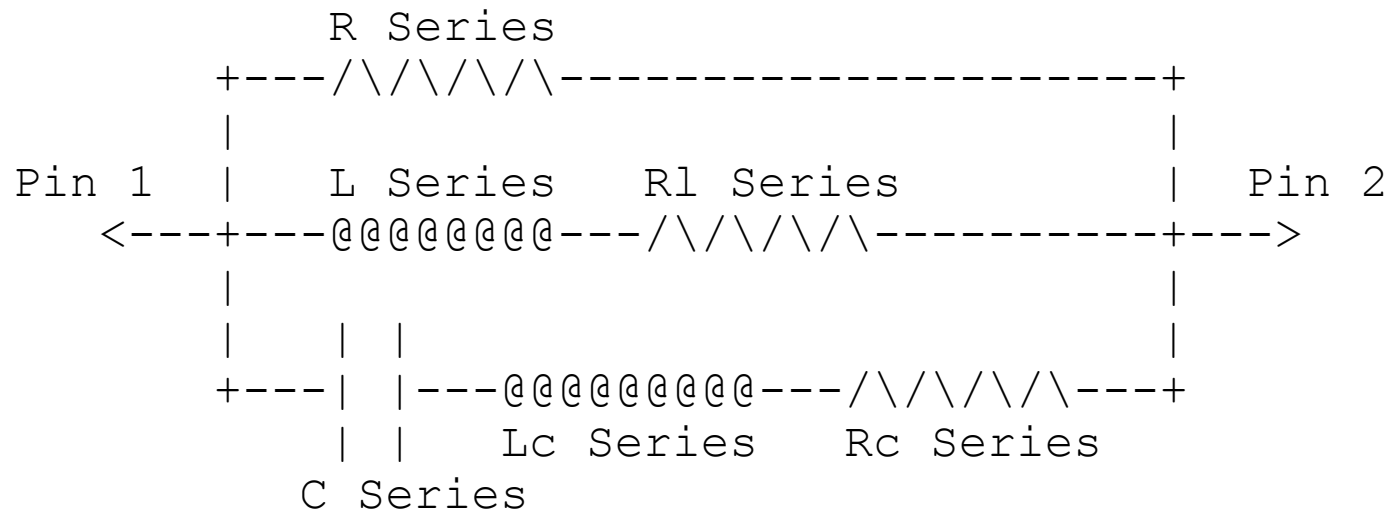 R Series
+---/\/\/\/\--------------------+
| |
Pin 1 | L Series Rl Series | Pin 2
<---+---@@@@@@@@---/\/\/\/\----------+--->
| |
| | | |
+---| |---@@@@@@@@@---/\/\/\/\---+
| | Lc Series Rc Series
C Series